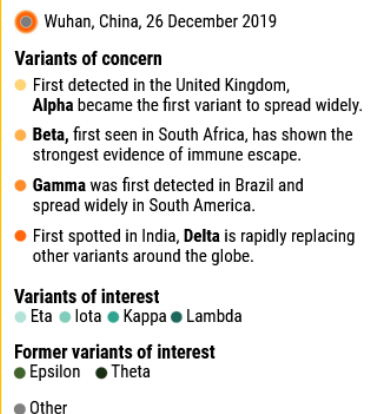 Wuhan, China, 26 December 2019
Variants of concern
First detected in the United Kingdom,
Alpha became the first variant to spread widely.
Beta, first seen in South Africa, has shown the
strongest evidence of immune escape.
Gamma was first detected in Brazil and
spread widely in South America.
First spotted in India, Delta is rapidly replacing
other variants around the globe.
Variants of interest
Eta Iota Kappa Lambda
Former variants of interest
Epsilon Theta
Other